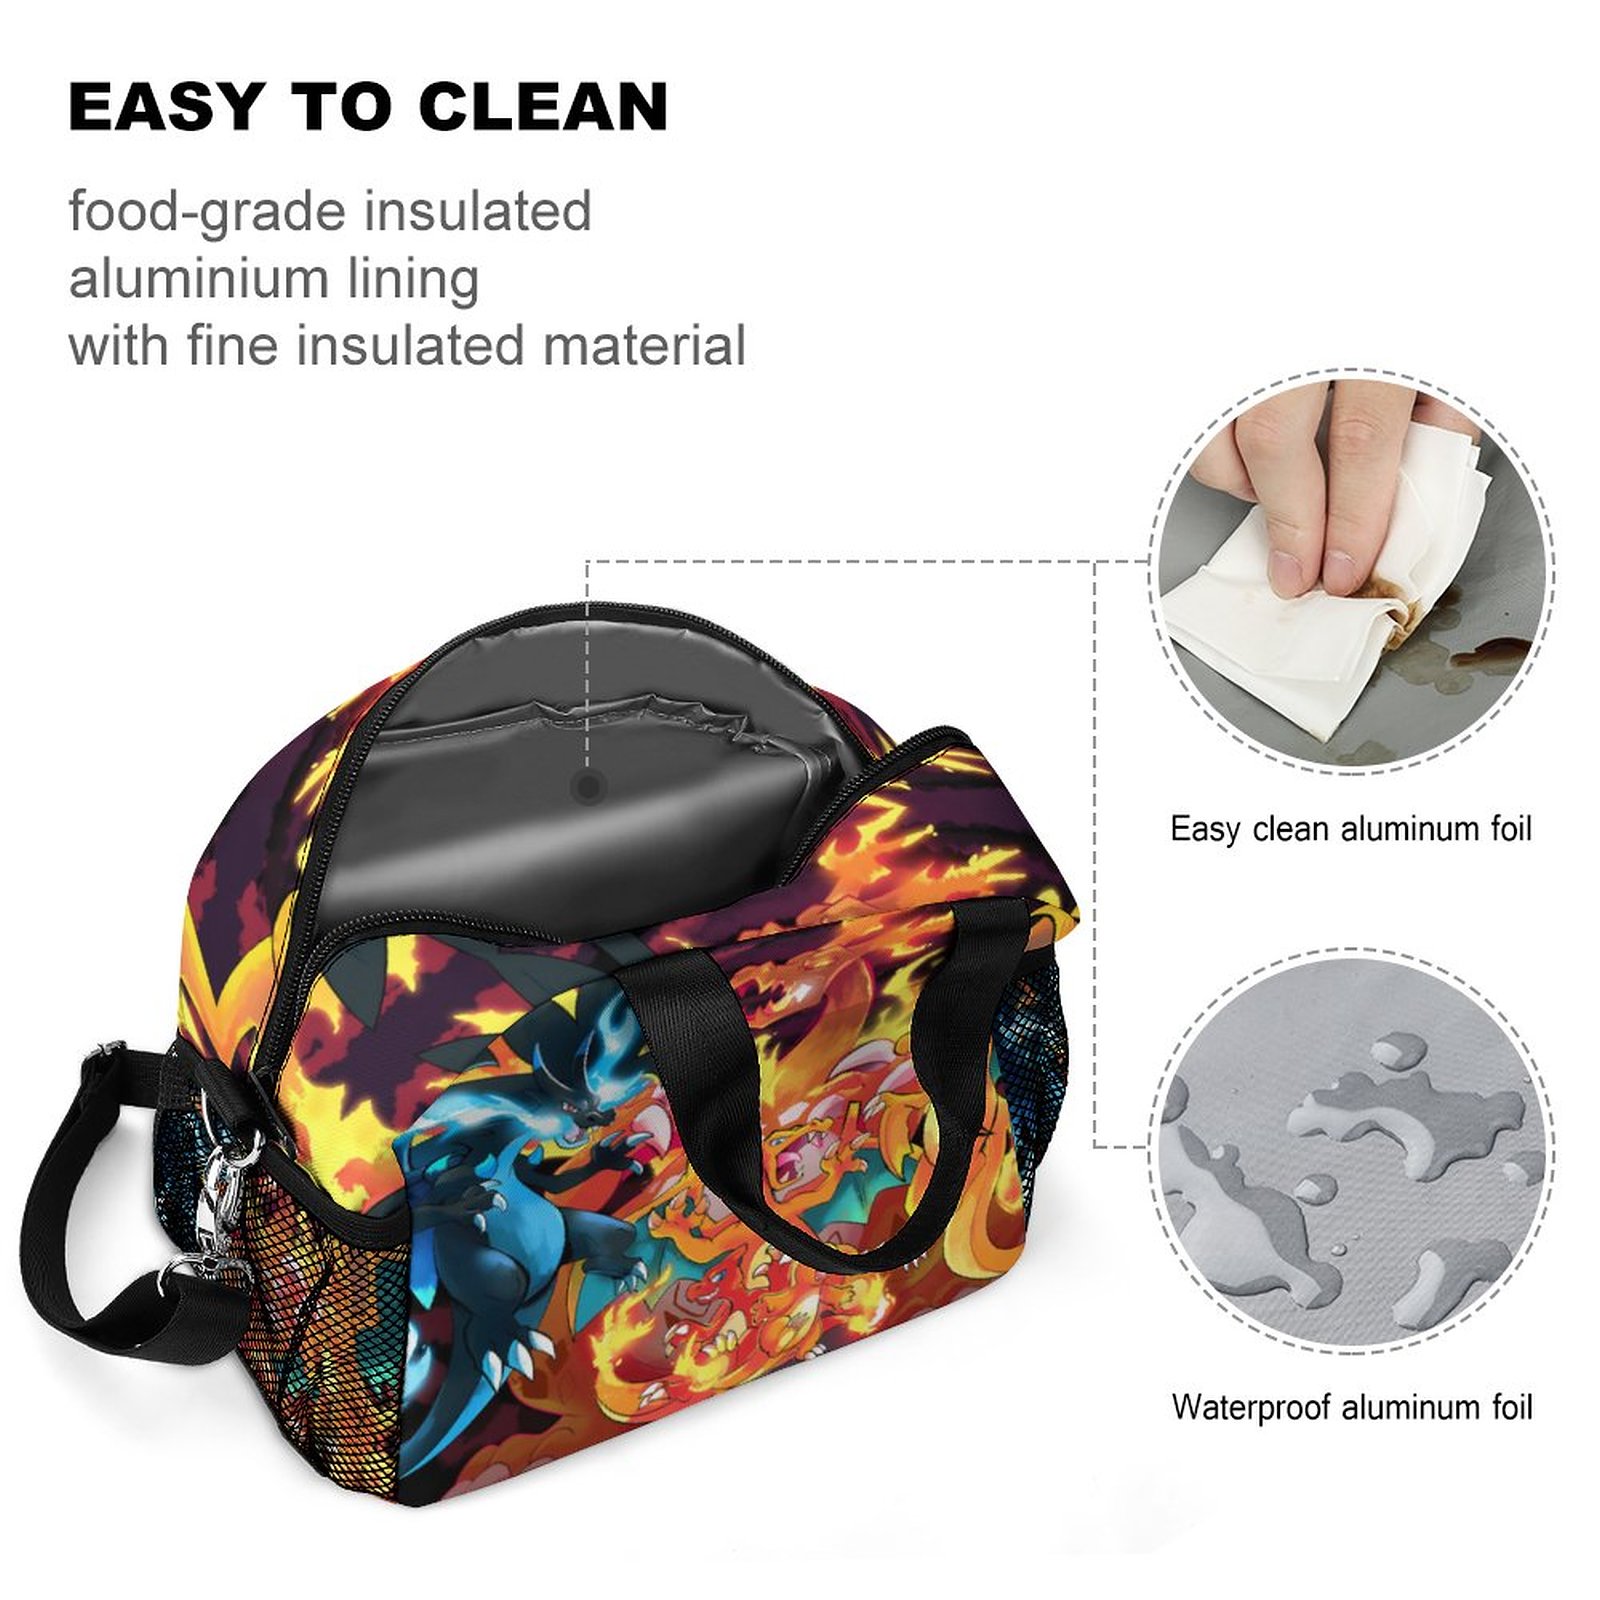 EASY TO CLEAN
food-grade insulated
aluminium lining
with fine insulated material
Easy clean aluminum foil
Waterproof aluminum foil